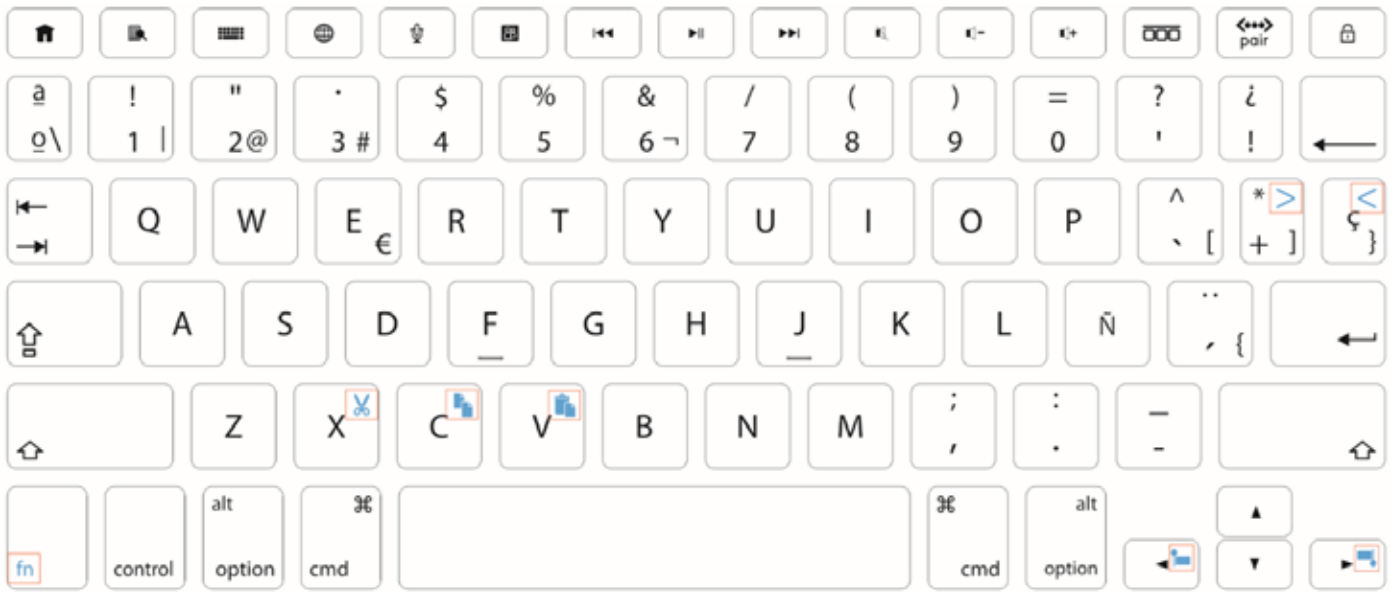 pair
ª ! " · $ % & / ( ) = ? ¿
º\ 1 | 2@ 3 # 4 5 6 ¬ 7 8 9 0 ' !
Q W E € R T Y U I O P ^ ` [ * > + ] < ç }
A S D F G H J K L Ñ ¨ ´ {
Z X C V B N M ; , : . _ -
fn control alt option ⌘ cmd ⌘ cmd alt option